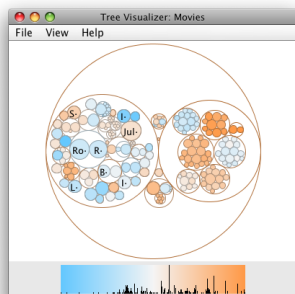 Tree Visualizer: Movies
File View Help
S·
I·
Jul·
Ro· R·
B·
I·
L·